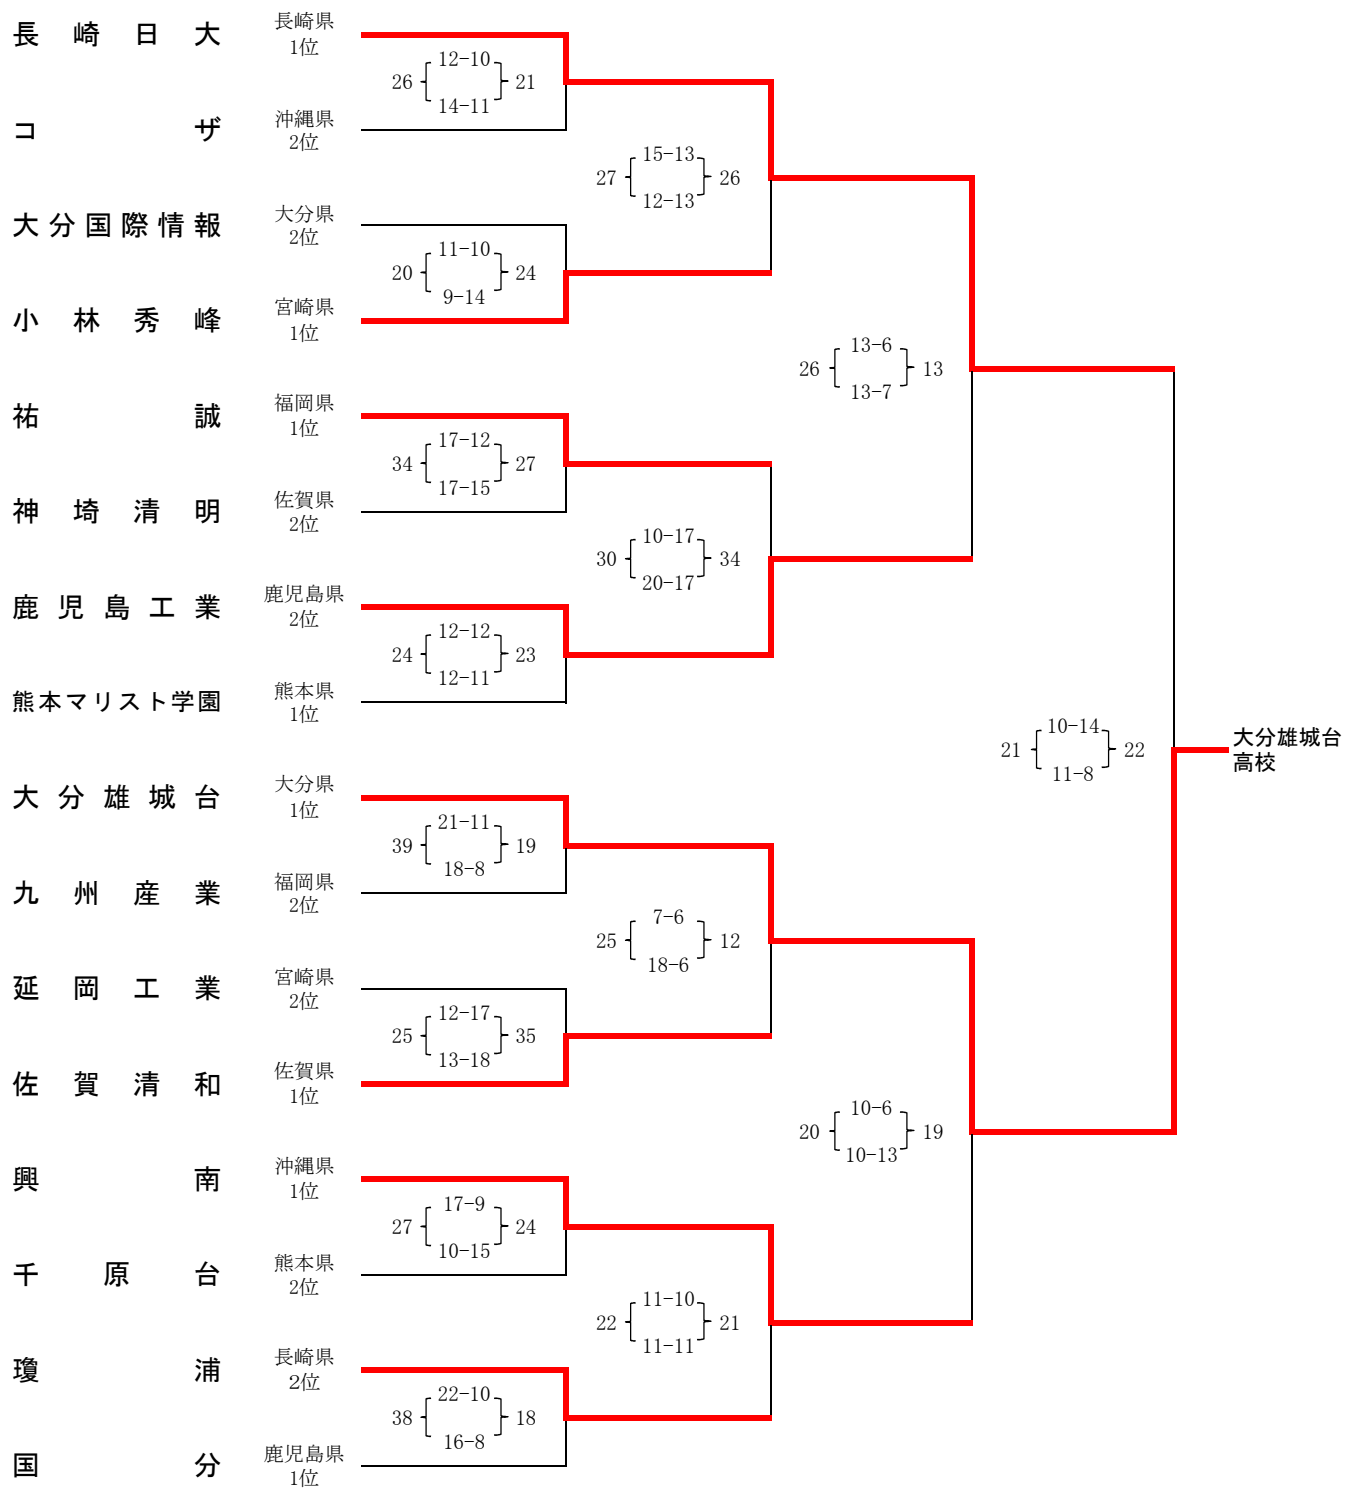 長崎日大
長崎県
1位
12-10
26
21
14-11
コザ
沖縄県
2位
15-13
27
26
12-13
大分国際情報
大分県
2位
11-10
20
24
9-14
小林秀峰
宮崎県
1位
13-6
26
13
13-7
祐誠
福岡県
1位
17-12
34
27
17-15
神埼清明
佐賀県
2位
10-17
30
34
20-17
鹿児島工業
鹿児島県
2位
12-12
24
23
12-11
熊本マリスト学園
熊本県
1位
10-14
21
22
11-8
大分雄城台
高校
大分雄城台
大分県
1位
21-11
39
19
18-8
九州産業
福岡県
2位
7-6
25
12
18-6
延岡工業
宮崎県
2位
12-17
25
35
13-18
佐賀清和
佐賀県
1位
10-6
20
19
10-13
興南
沖縄県
1位
17-9
27
24
10-15
千原台
熊本県
2位
11-10
22
21
11-11
瓊浦
長崎県
2位
22-10
38
18
16-8
国分
鹿児島県
1位